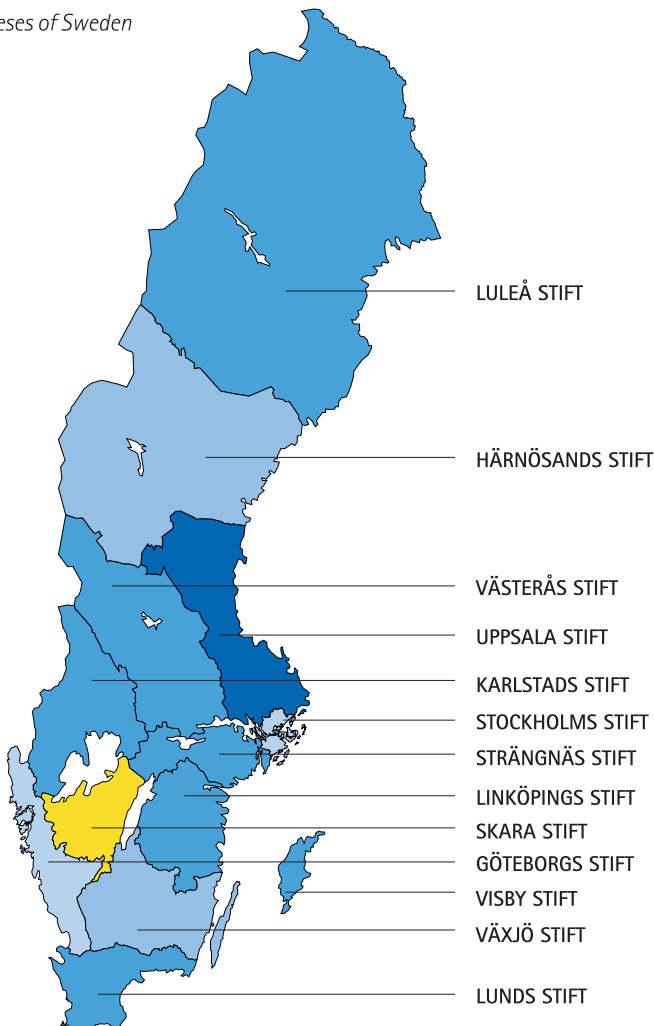 of Sweden
LULEÅ STIFT
HÄRNÖSANDS STIFT
VÄSTERÅS STIFT
UPPSALA STIFT
KARLSTADS STIFT
STOCKHOLMS STIFT
STRÄNGNÄS STIFT
LINKÖPINGS STIFT
SKARA STIFT
GÖTEBORGS STIFT
VISBY STIFT
VÄXJÖ STIFT
LUNDS STIFT